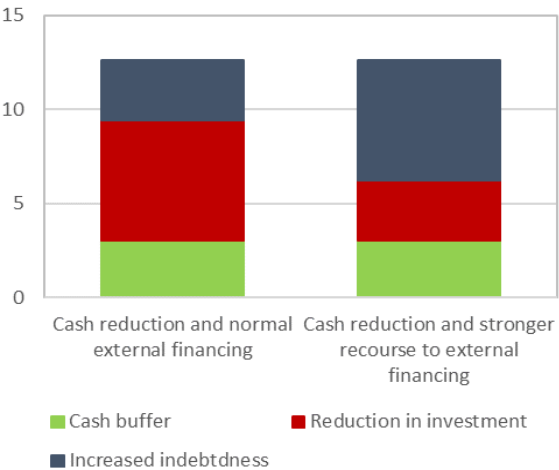 15
10
5
0
Cash reduction and normal
external financing
Cash reduction and stronger
recourse to external
financing
Cash buffer
Reduction in investment
Increased indebtdness